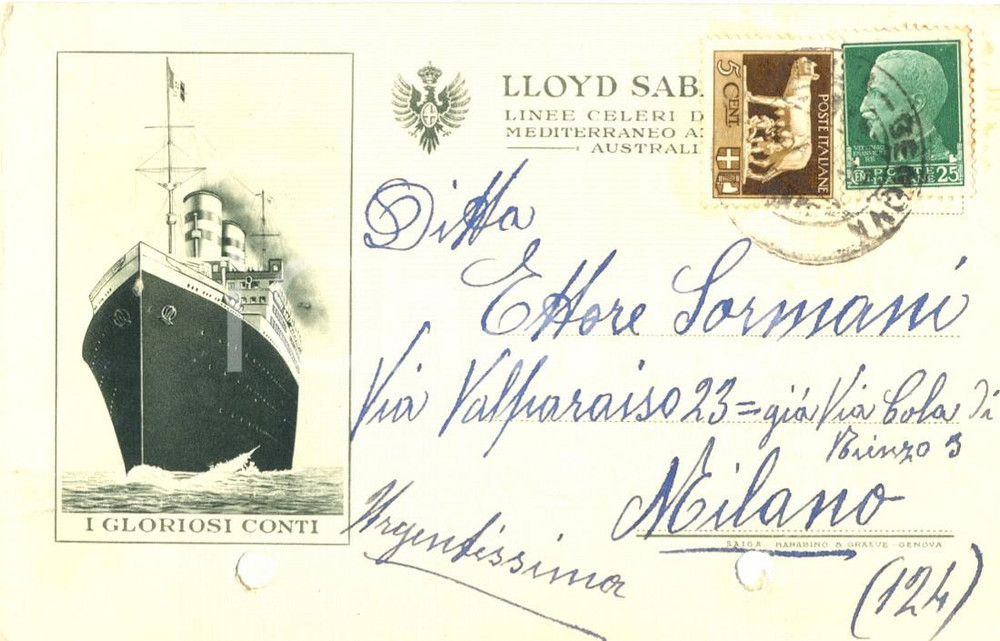 LLOYD SAB
LINEE CELERI D
MEDITERRANEO A
AUSTRALI
5 CENT.
POSTE ITALIANE
POSTE ITALIANE 25
GENOVA
Ditta
Ettore Sormani
Via Valparaiso 23 = già Via Cola di
Rienzo 3
Milano
I GLORIOSI CONTI
Urgentissima
SAIGA BARABINO & GRAEVE - GENOVA
(124)